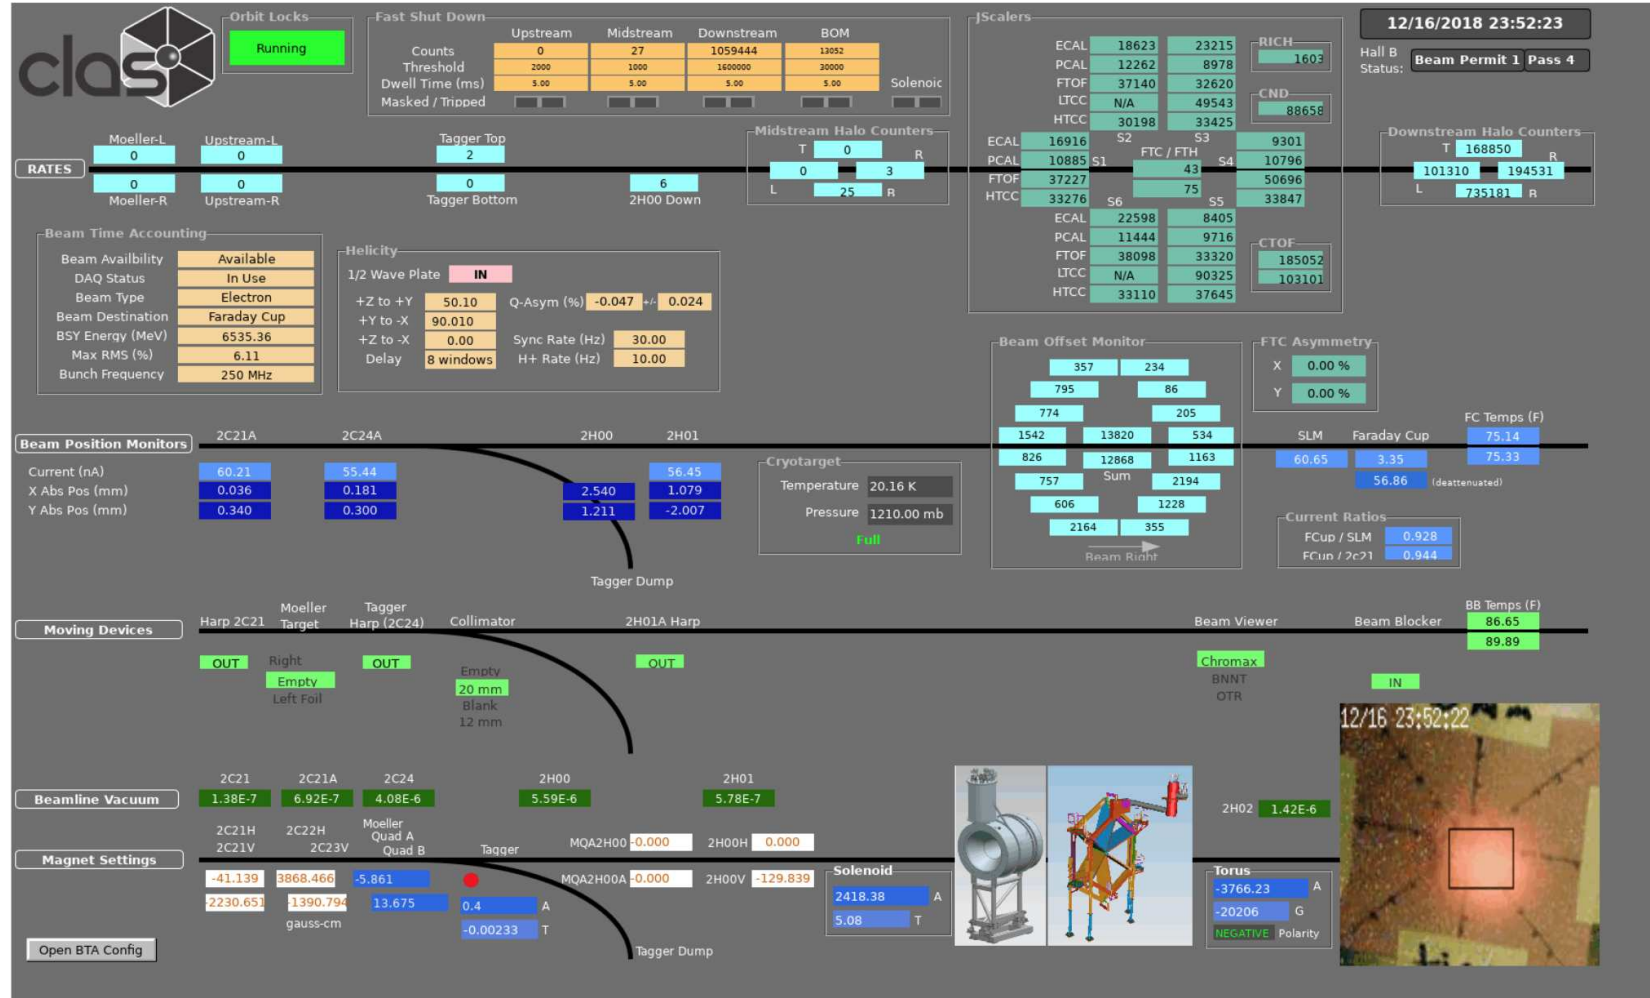 clas
Orbit Locks
Running
Fast Shut Down
Upstream Midstream Downstream BOM
Counts 0 27 1059444 13052
Threshold 2000 1000 1600000 30000
Dwell Time (ms) 5.00 5.00 5.00 5.00 Solenoic
Masked / Tripped
JScalers
ECAL 18623 23215
PCAL 12262 8978
FTOF 37140 32620
LTCC N/A 49543
HTCC 30198 33425
S2 S3
ECAL 16916 9301
FTC / FTH
PCAL 10885 S1 43 S4 10796
FTOF 37227 75 50696
HTCC 33276 33847
S6 S5
ECAL 22598 8405
PCAL 11444 9716
FTOF 38098 33320
LTCC N/A 90325
HTCC 33110 37645
RICH
1603
CND
88658
CTOF
185052
103101
12/16/2018 23:52:23
Hall B
Status: Beam Permit 1 Pass 4
RATES
Moeller-L Upstream-L Tagger Top
0 0 2
0 0 0 6
Moeller-R Upstream-R Tagger Bottom 2H00 Down
Midstream Halo Counters
T 0 R
0 3
L 25 R
Downstream Halo Counters
T 168850 R
101310 194531
L 735181 R
Beam Time Accounting
Beam Availbility Available
DAQ Status In Use
Beam Type Electron
Beam Destination Faraday Cup
BSY Energy (MeV) 6535.36
Max RMS (%) 6.11
Bunch Frequency 250 MHz
Helicity
1/2 Wave Plate IN
+Z to +Y 50.10 Q-Asym (%) -0.047 +/- 0.024
+Y to -X 90.010
+Z to -X 0.00 Sync Rate (Hz) 30.00
Delay 8 windows H+ Rate (Hz) 10.00
Beam Offset Monitor
357 234
795 86
774 205
1542 13820 534
826 12868 1163
Sum
757 2194
606 1228
2164 355
Beam Right
FTC Asymmetry
X 0.00 %
Y 0.00 %
Beam Position Monitors
2C21A 2C24A 2H00 2H01
Current (nA) 60.21 55.44 56.45
X Abs Pos (mm) 0.036 0.181 2.540 1.079
Y Abs Pos (mm) 0.340 0.300 1.211 -2.007
Tagger Dump
Cryotarget
Temperature 20.16 K
Pressure 1210.00 mb
Full
SLM Faraday Cup FC Temps (F)
75.14
60.65 3.35 75.33
56.86 (deattenuated)
Current Ratios
FCup / SLM 0.928
FCup / 2c21 0.944
Moving Devices
Harp 2C21 Moeller Target Tagger Harp (2C24) Collimator 2H01A Harp Beam Viewer Beam Blocker
BB Temps (F)
86.65
89.89
OUT Right OUT Empty OUT Chromax IN
Empty 20 mm BNNT
Left Foil Blank OTR
12 mm
12/16 23:52:22
Beamline Vacuum
2C21 2C21A 2C24 2H00 2H01
1.38E-7 6.92E-7 4.08E-6 5.59E-6 5.78E-7
2H02 1.42E-6
Magnet Settings
2C21H 2C22H Moeller
2C21V 2C23V Quad A
Quad B Tagger
MQA2H00 -0.000 2H00H 0.000
-41.139 3868.466 -5.861 MQA2H00A -0.000 2H00V -129.839
-2230.651 -1390.794 13.675 0.4 A
gauss-cm -0.00233 T
Tagger Dump
Solenoid
2418.38 A
5.08 T
Torus
-3766.23 A
-20206 G
NEGATIVE Polarity
Open BTA Config